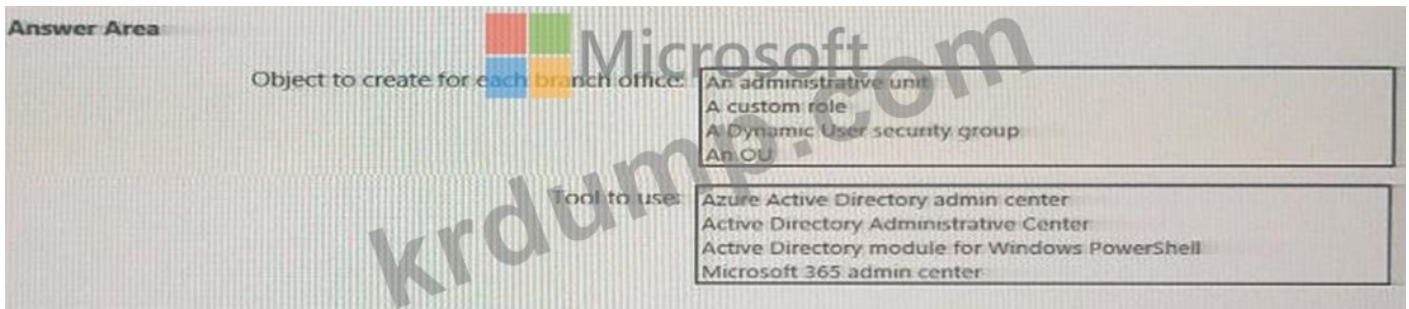 Answer Area
Microsoft
Object to create for each branch office:
An administrative unit
A custom role
A Dynamic User security group
An OU
Tool to use:
Azure Active Directory admin center
Active Directory Administrative Center
Active Directory module for Windows PowerShell
Microsoft 365 admin center
krdump.com